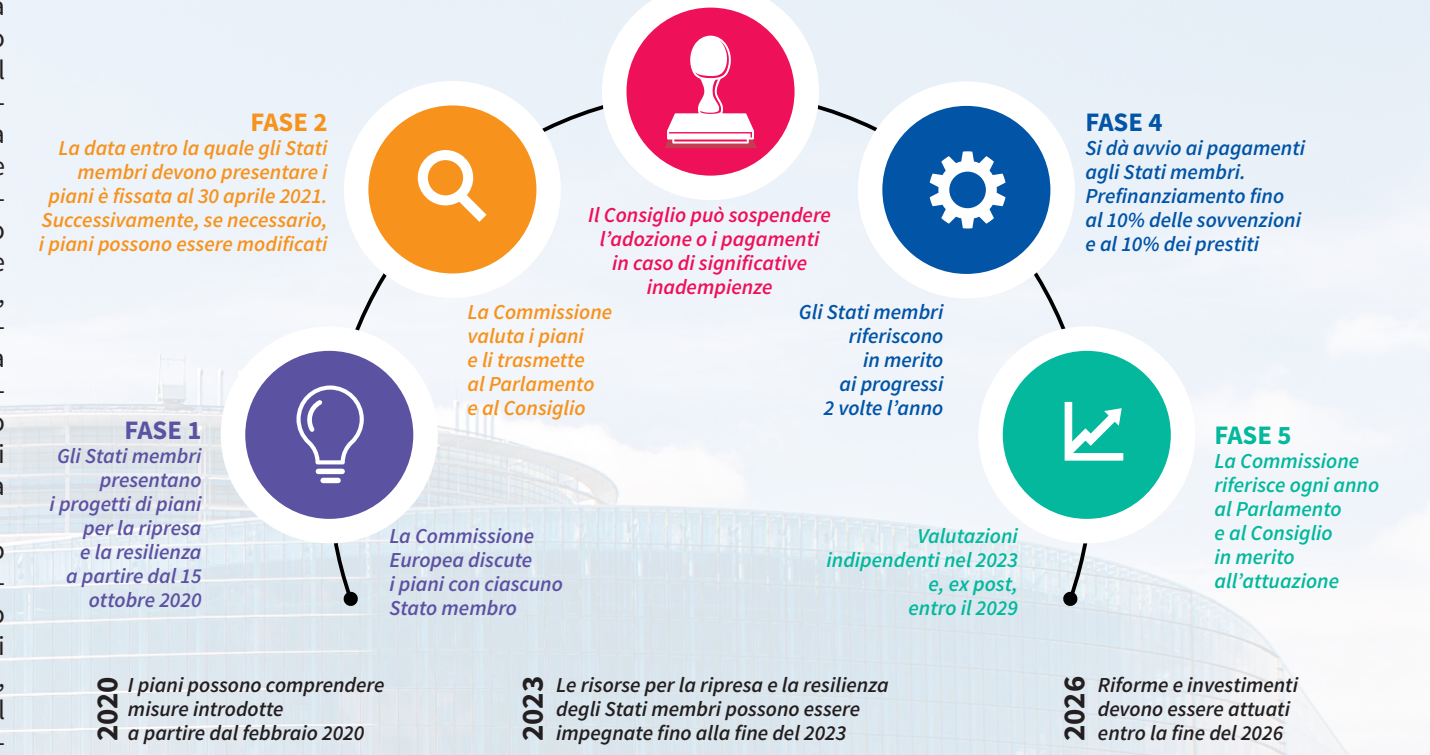 FASE 2
La data entro la quale gli Stati
membri devono presentare i
piani è fissata al 30 aprile 2021.
Successivamente, se necessario,
i piani possono essere modificati
Il Consiglio può sospendere
l’adozione o i pagamenti
in caso di significative
inadempienze
FASE 4
Si dà avvio ai pagamenti
agli Stati membri.
Prefinanziamento fino
al 10% delle sovvenzioni
e al 10% dei prestiti
La Commissione
valuta i piani
e li trasmette
al Parlamento
e al Consiglio
Gli Stati membri
riferiscono
in merito
ai progressi
2 volte l’anno
FASE 1
Gli Stati membri
presentano
i progetti di piani
per la ripresa
e la resilienza
a partire dal 15
ottobre 2020
La Commissione
Europea discute
i piani con ciascuno
Stato membro
Valutazioni
indipendenti nel 2023
e, ex post,
entro il 2029
FASE 5
La Commissione
riferisce ogni anno
al Parlamento
e al Consiglio
in merito
all’attuazione
2020
I piani possono comprendere
misure introdotte
a partire dal febbraio 2020
2023
Le risorse per la ripresa e la resilienza
degli Stati membri possono essere
impegnate fino alla fine del 2023
2026
Riforme e investimenti
devono essere attuati
entro la fine del 2026